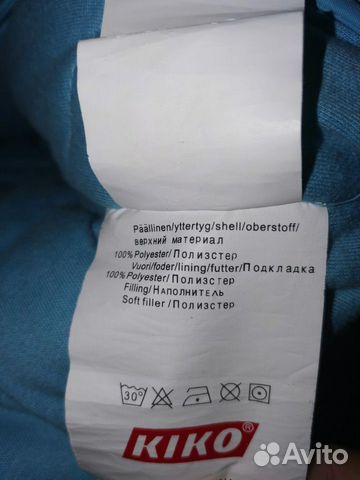 Päällinen/yttertyg/shell/oberstoff/
верхний материал
100% Polyester/Полиэстер
Vuori/foder/lining/futter/Подкладка
100% Polyester/Полиэстер
Filling/Наполнитель
Soft filler/Полиэстер
30°
KIKO®
Avito